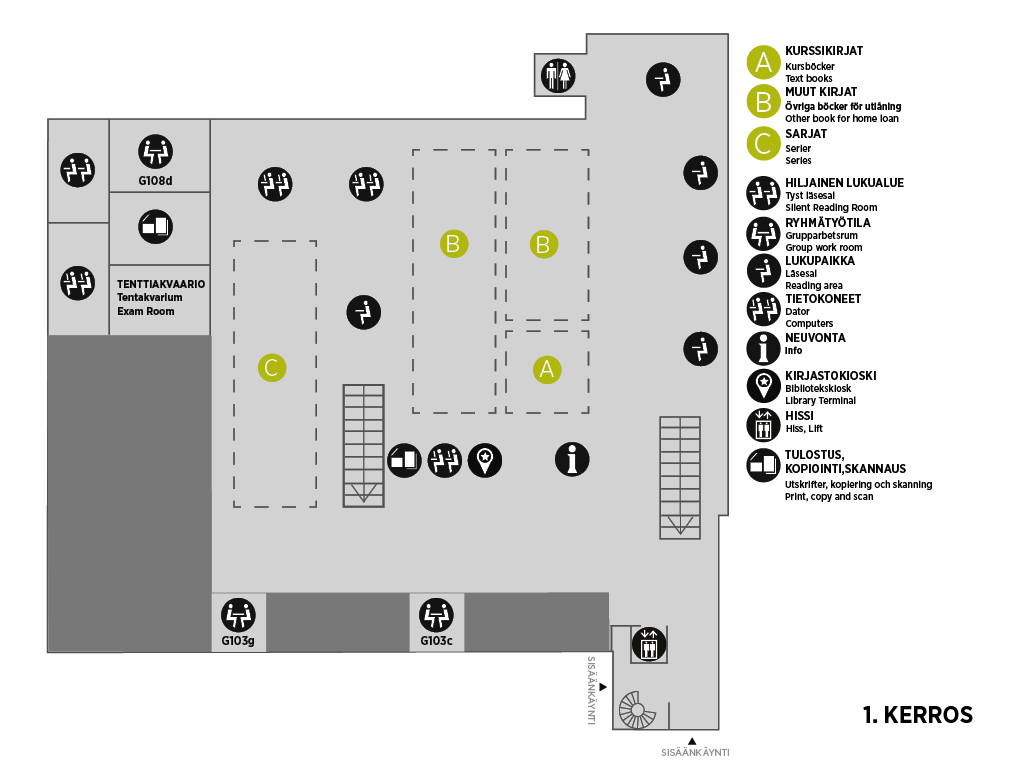 G108d
TENTTIAKVAARIO
Tentakvarium
Exam Room
B
B
C
A
G103g
G103c
SISÄÄNKÄYNTI
SISÄÄNKÄYNTI
A
KURSSIKIRJAT
Kursböcker
Text books
B
MUUT KIRJAT
Övriga böcker för utlåning
Other book for home loan
C
SARJAT
Serier
Series
HILJAINEN LUKUALUE
Tyst läsesal
Silent Reading Room
RYHMÄTYÖTILA
Grupparbetsrum
Group work room
LUKUPAIKKA
Läsesal
Reading area
TIETOKONEET
Dator
Computers
NEUVONTA
Info
KIRJASTOKIOSKI
Bibliotekskiosk
Library Terminal
HISSI
Hiss, Lift
TULOSTUS,
KOPIOINTI,SKANNAUS
Utskrifter, kopiering och skanning
Print, copy and scan
1. KERROS